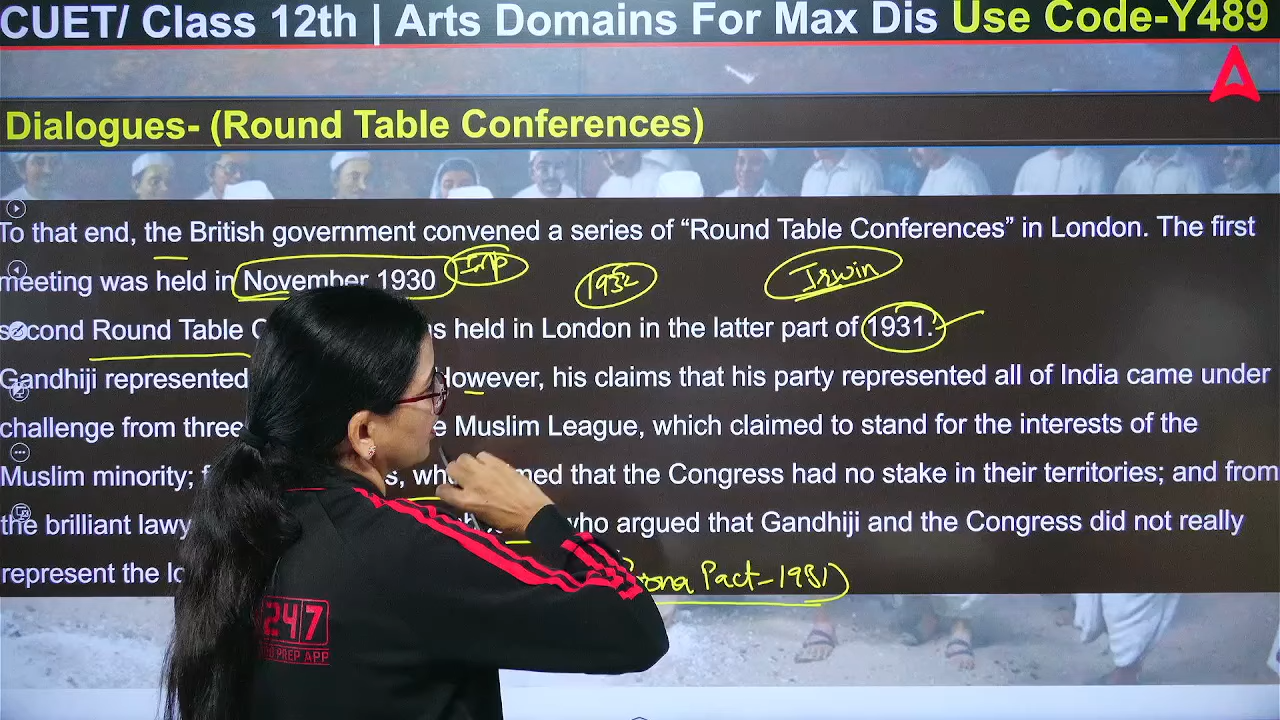 CUET/ Class 12th | Arts Domains For Max Dis Use Code-Y489
Dialogues- (Round Table Conferences)
To that end, the British government convened a series of “Round Table Conferences” in London. The first
meeting was held in November 1930 Imp 1932 Irwin
second Round Table held in London in the latter part of 1931.
Gandhiji represented However, his claims that his party represented all of India came under
challenge from three Muslim League, which claimed to stand for the interests of the
Muslim minority; that the Congress had no stake in their territories; and from
the brilliant who argued that Gandhiji and the Congress did not really
represent the Pact-1931)
247
PREP APP